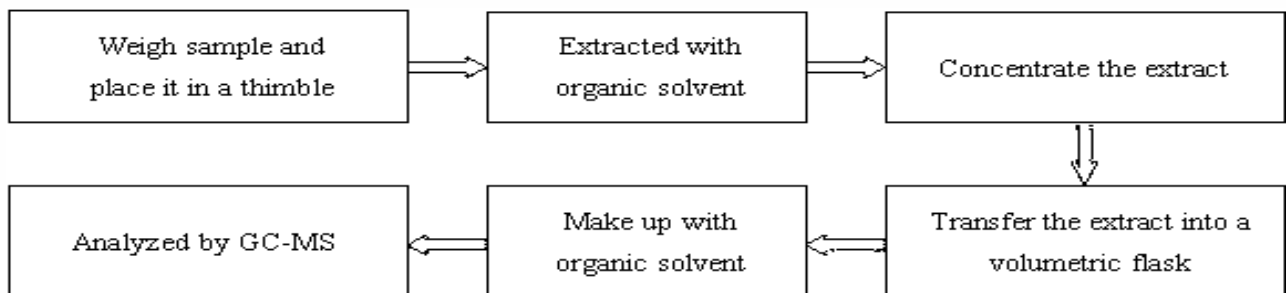 Weigh sample and
place it in a thimble
Extracted with
organic solvent
Concentrate the extract
Transfer the extract into a
volumetric flask
Make up with
organic solvent
Analyzed by GC-MS